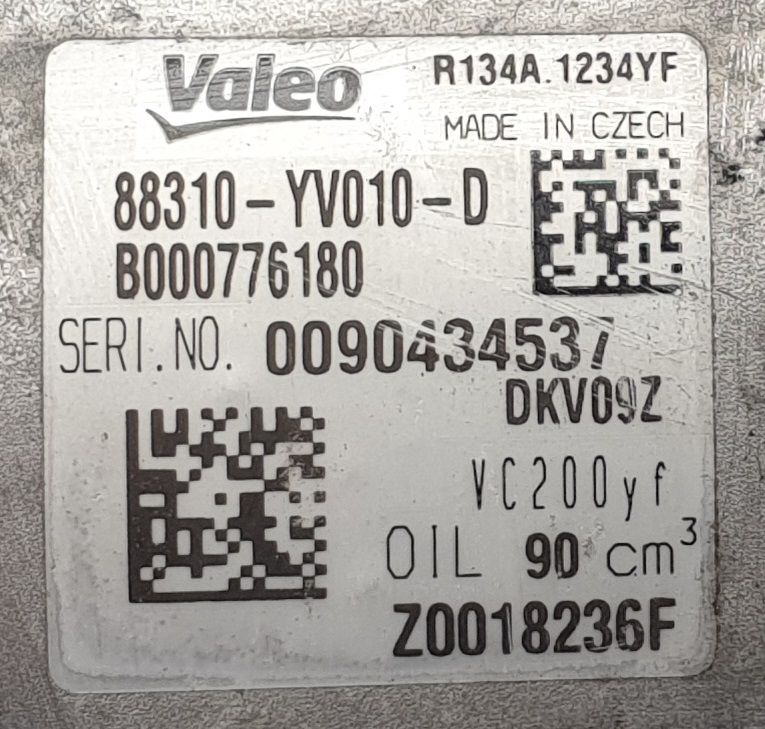 Valeo
R134A.1234YF
MADE IN CZECH
88310-YV010-D
B000776180
SERI.NO. 0090434537
DKV09Z
VC200yf
OIL 90 cm³
Z0018236F